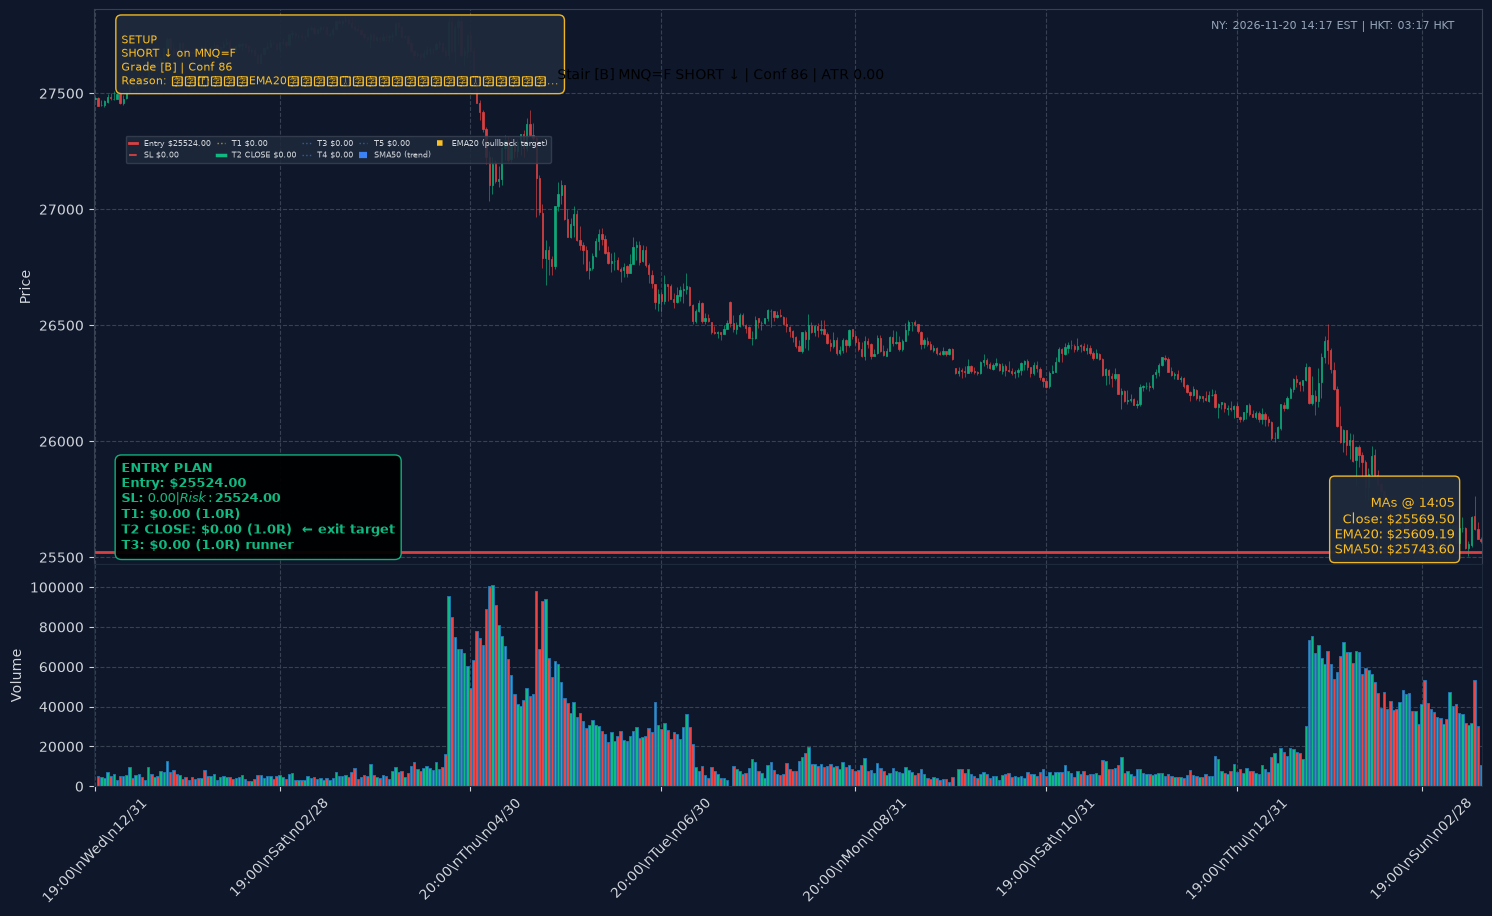 NY: 2026-11-20 14:17 EST | HKT: 03:17 HKT
SETUP
SHORT ↓ on MNQ=F
Grade [B] | Conf 86
Reason: EMA20 ...
Stair [B] MNQ=F SHORT ↓ | Conf 86 | ATR 0.00
Entry $25524.00
SL $0.00
T1 $0.00
T2 CLOSE $0.00
T3 $0.00
T4 $0.00
T5 $0.00
SMA50 (trend)
EMA20 (pullback target)
Price
27500
27000
26500
26000
25500
ENTRY PLAN
Entry: $25524.00
SL: 0.00|Risk:25524.00
T1: $0.00 (1.0R)
T2 CLOSE: $0.00 (1.0R) ← exit target
T3: $0.00 (1.0R) runner
MAs @ 14:05
Close: $25569.50
EMA20: $25609.19
SMA50: $25743.60
Volume
100000
80000
60000
40000
20000
0
19:00\nWed\n12/31
19:00\nSat\n02/28
20:00\nThu\n04/30
20:00\nTue\n06/30
20:00\nMon\n08/31
19:00\nSat\n10/31
19:00\nThu\n12/31
19:00\nSun\n02/28